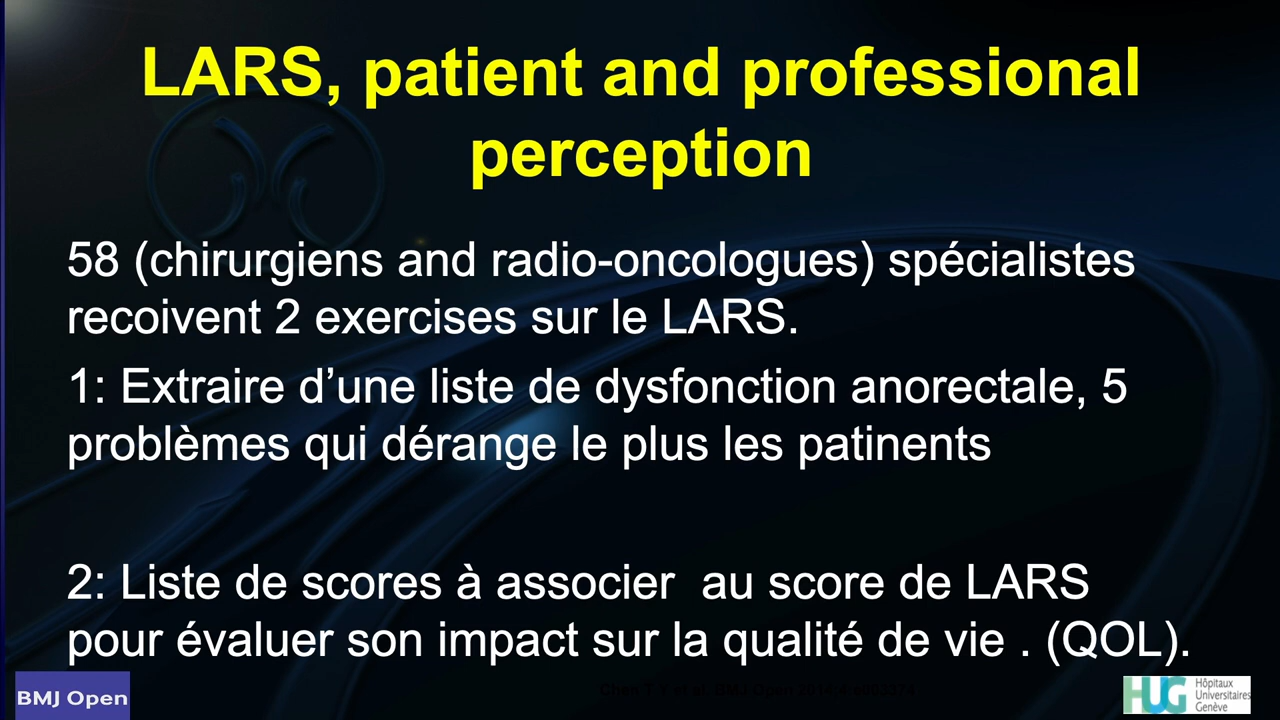 LARS, patient and professional
perception
58 (chirurgiens and radio-oncologues) spécialistes
recoivent 2 exercises sur le LARS.
1: Extraire d’une liste de dysfonction anorectale, 5
problèmes qui dérange le plus les patinents
2: Liste de scores à associer  au score de LARS
pour évaluer son impact sur la qualité de vie . (QOL).
BMJ Open
HUG
Hôpitaux
Universitaires
Genève